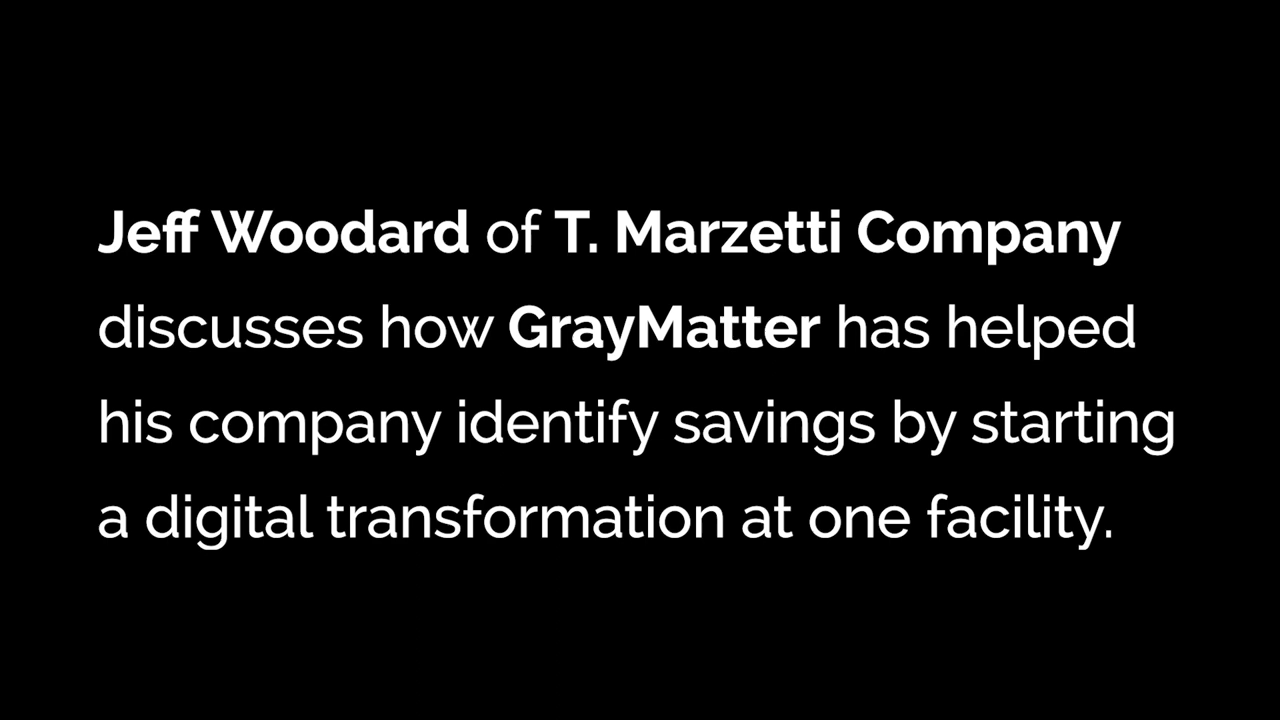 Jeff Woodard of T. Marzetti Company
discusses how GrayMatter has helped
his company identify savings by starting
a digital transformation at one facility.